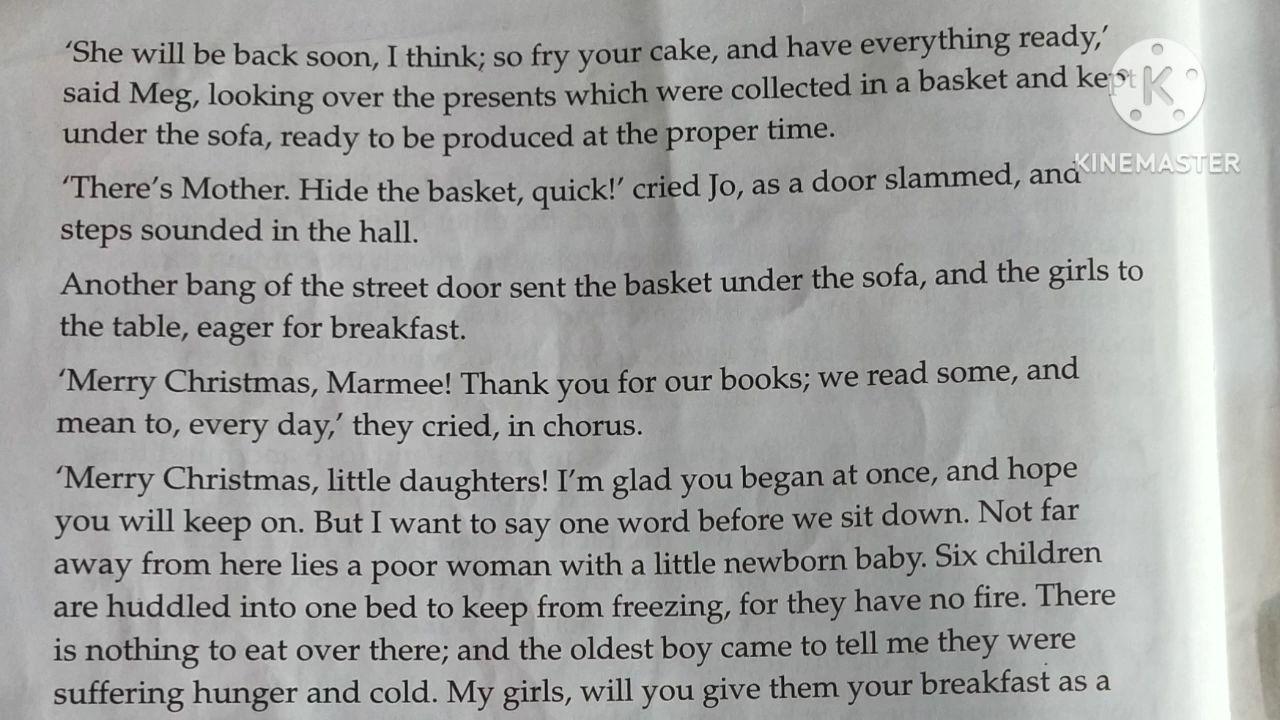 ‘She will be back soon, I think; so fry your cake, and have everything ready,’
said Meg, looking over the presents which were collected in a basket and kept
under the sofa, ready to be produced at the proper time.
‘There’s Mother. Hide the basket, quick!’ cried Jo, as a door slammed, and
steps sounded in the hall.
Another bang of the street door sent the basket under the sofa, and the girls to
the table, eager for breakfast.
‘Merry Christmas, Marmee! Thank you for our books; we read some, and
mean to, every day,’ they cried, in chorus.
‘Merry Christmas, little daughters! I’m glad you began at once, and hope
you will keep on. But I want to say one word before we sit down. Not far
away from here lies a poor woman with a little newborn baby. Six children
are huddled into one bed to keep from freezing, for they have no fire. There
is nothing to eat over there; and the oldest boy came to tell me they were
suffering hunger and cold. My girls, will you give them your breakfast as a
K
KINEMASTER